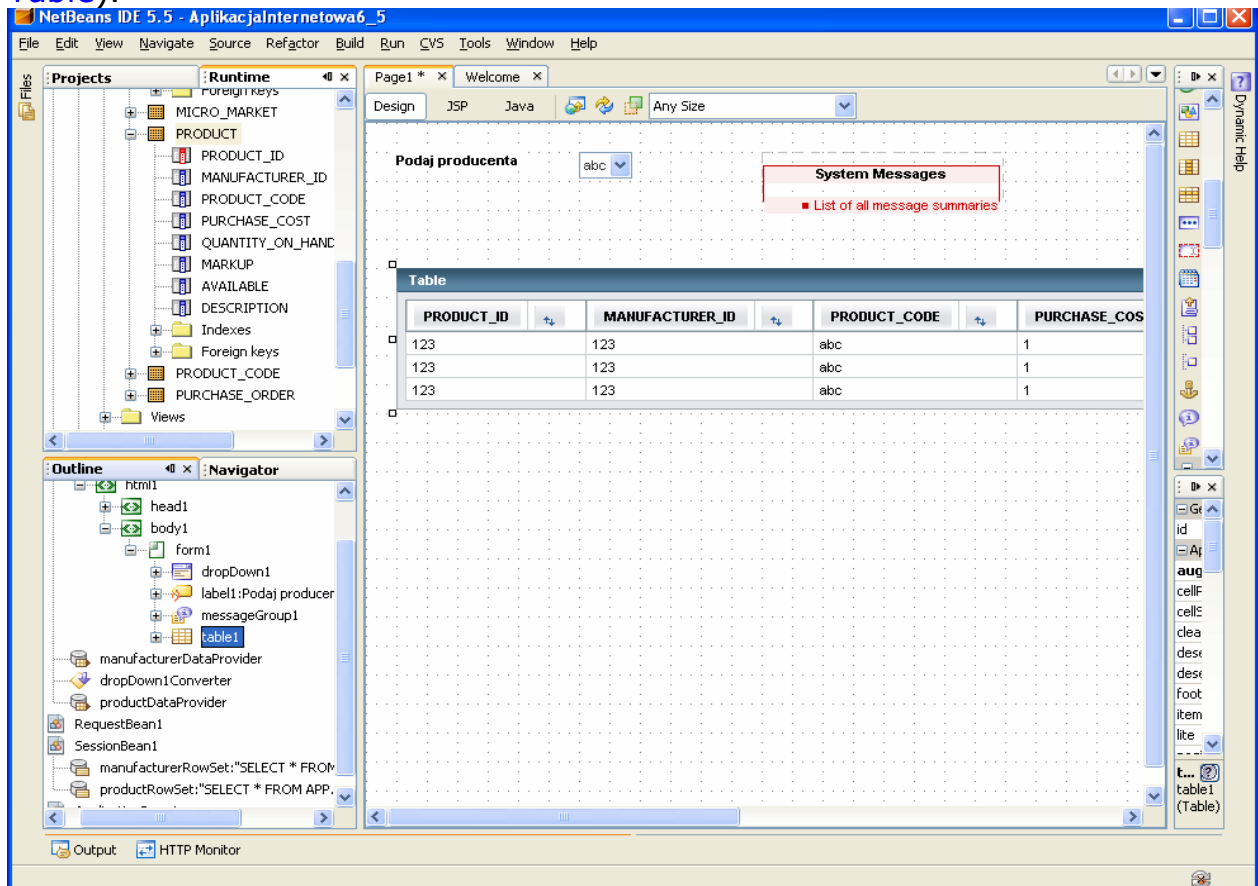 Table).
NetBeans IDE 5.5 - AplikacjaInternetowa6_5
File Edit View Navigate Source Refactor Build Run CVS Tools Window Help
Files
Projects
Runtime
Foreign keys
MICRO_MARKET
PRODUCT
PRODUCT_ID
MANUFACTURER_ID
PRODUCT_CODE
PURCHASE_COST
QUANTITY_ON_HAND
MARKUP
AVAILABLE
DESCRIPTION
Indexes
Foreign keys
PRODUCT_CODE
PURCHASE_ORDER
Views
Outline
Navigator
html1
head1
body1
form1
dropDown1
label1:Podaj producer
messageGroup1
table1
manufacturerDataProvider
dropDown1Converter
productDataProvider
RequestBean1
SessionBean1
manufacturerRowSet:"SELECT * FROM
productRowSet:"SELECT * FROM APP.
Page1 * Welcome
Design JSP Java Any Size
Podaj producenta abc
System Messages
List of all message summaries
Table
PRODUCT_ID MANUFACTURER_ID PRODUCT_CODE PURCHASE_COS
123 123 abc 1
123 123 abc 1
123 123 abc 1
Dynamic Help
Ge
id
Ap
aug
cellF
cellS
clea
desc
dese
foot
item
lite
t...
table1
(Table)
Output HTTP Monitor